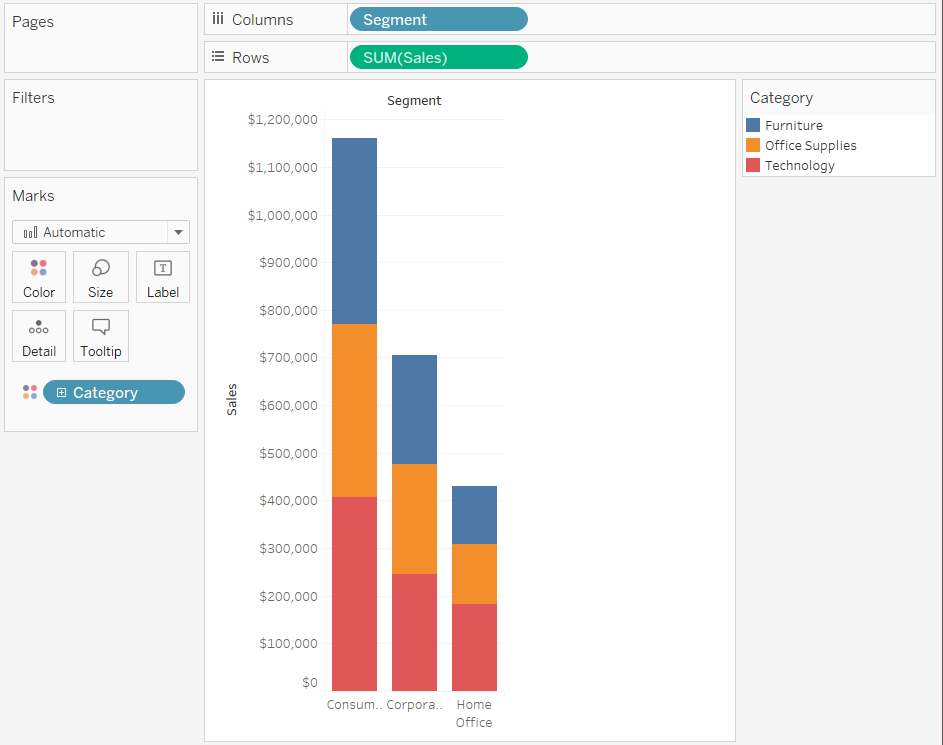 Pages
Columns
Segment
Rows
SUM(Sales)
Filters
Marks
Automatic
Color
Size
Label
Detail
Tooltip
Category
Segment
$1,200,000
$1,100,000
$1,000,000
$900,000
$800,000
$700,000
$600,000
$500,000
$400,000
$300,000
$200,000
$100,000
$0
Sales
Consum..
Corpora..
Home
Office
Category
Furniture
Office Supplies
Technology